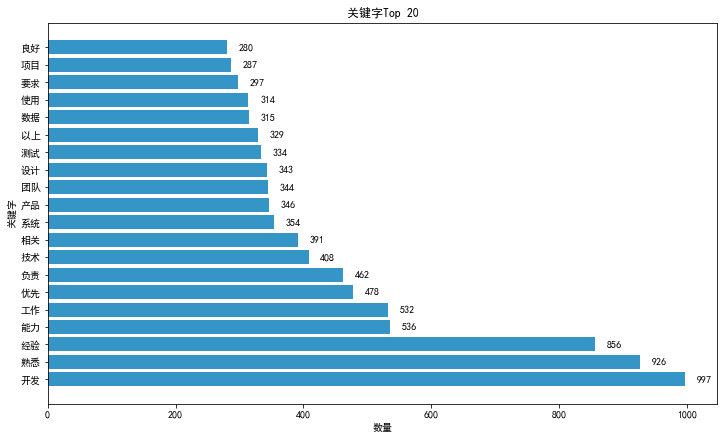 关键字Top 20
良好 280
项目 287
要求 297
使用 314
数据 315
以上 329
测试 334
设计 343
团队 344
产品 346
系统 354
相关 391
技术 408
负责 462
优先 478
工作 532
能力 536
经验 856
熟悉 926
开发 997
关键字
0 200 400 600 800 1000
数量